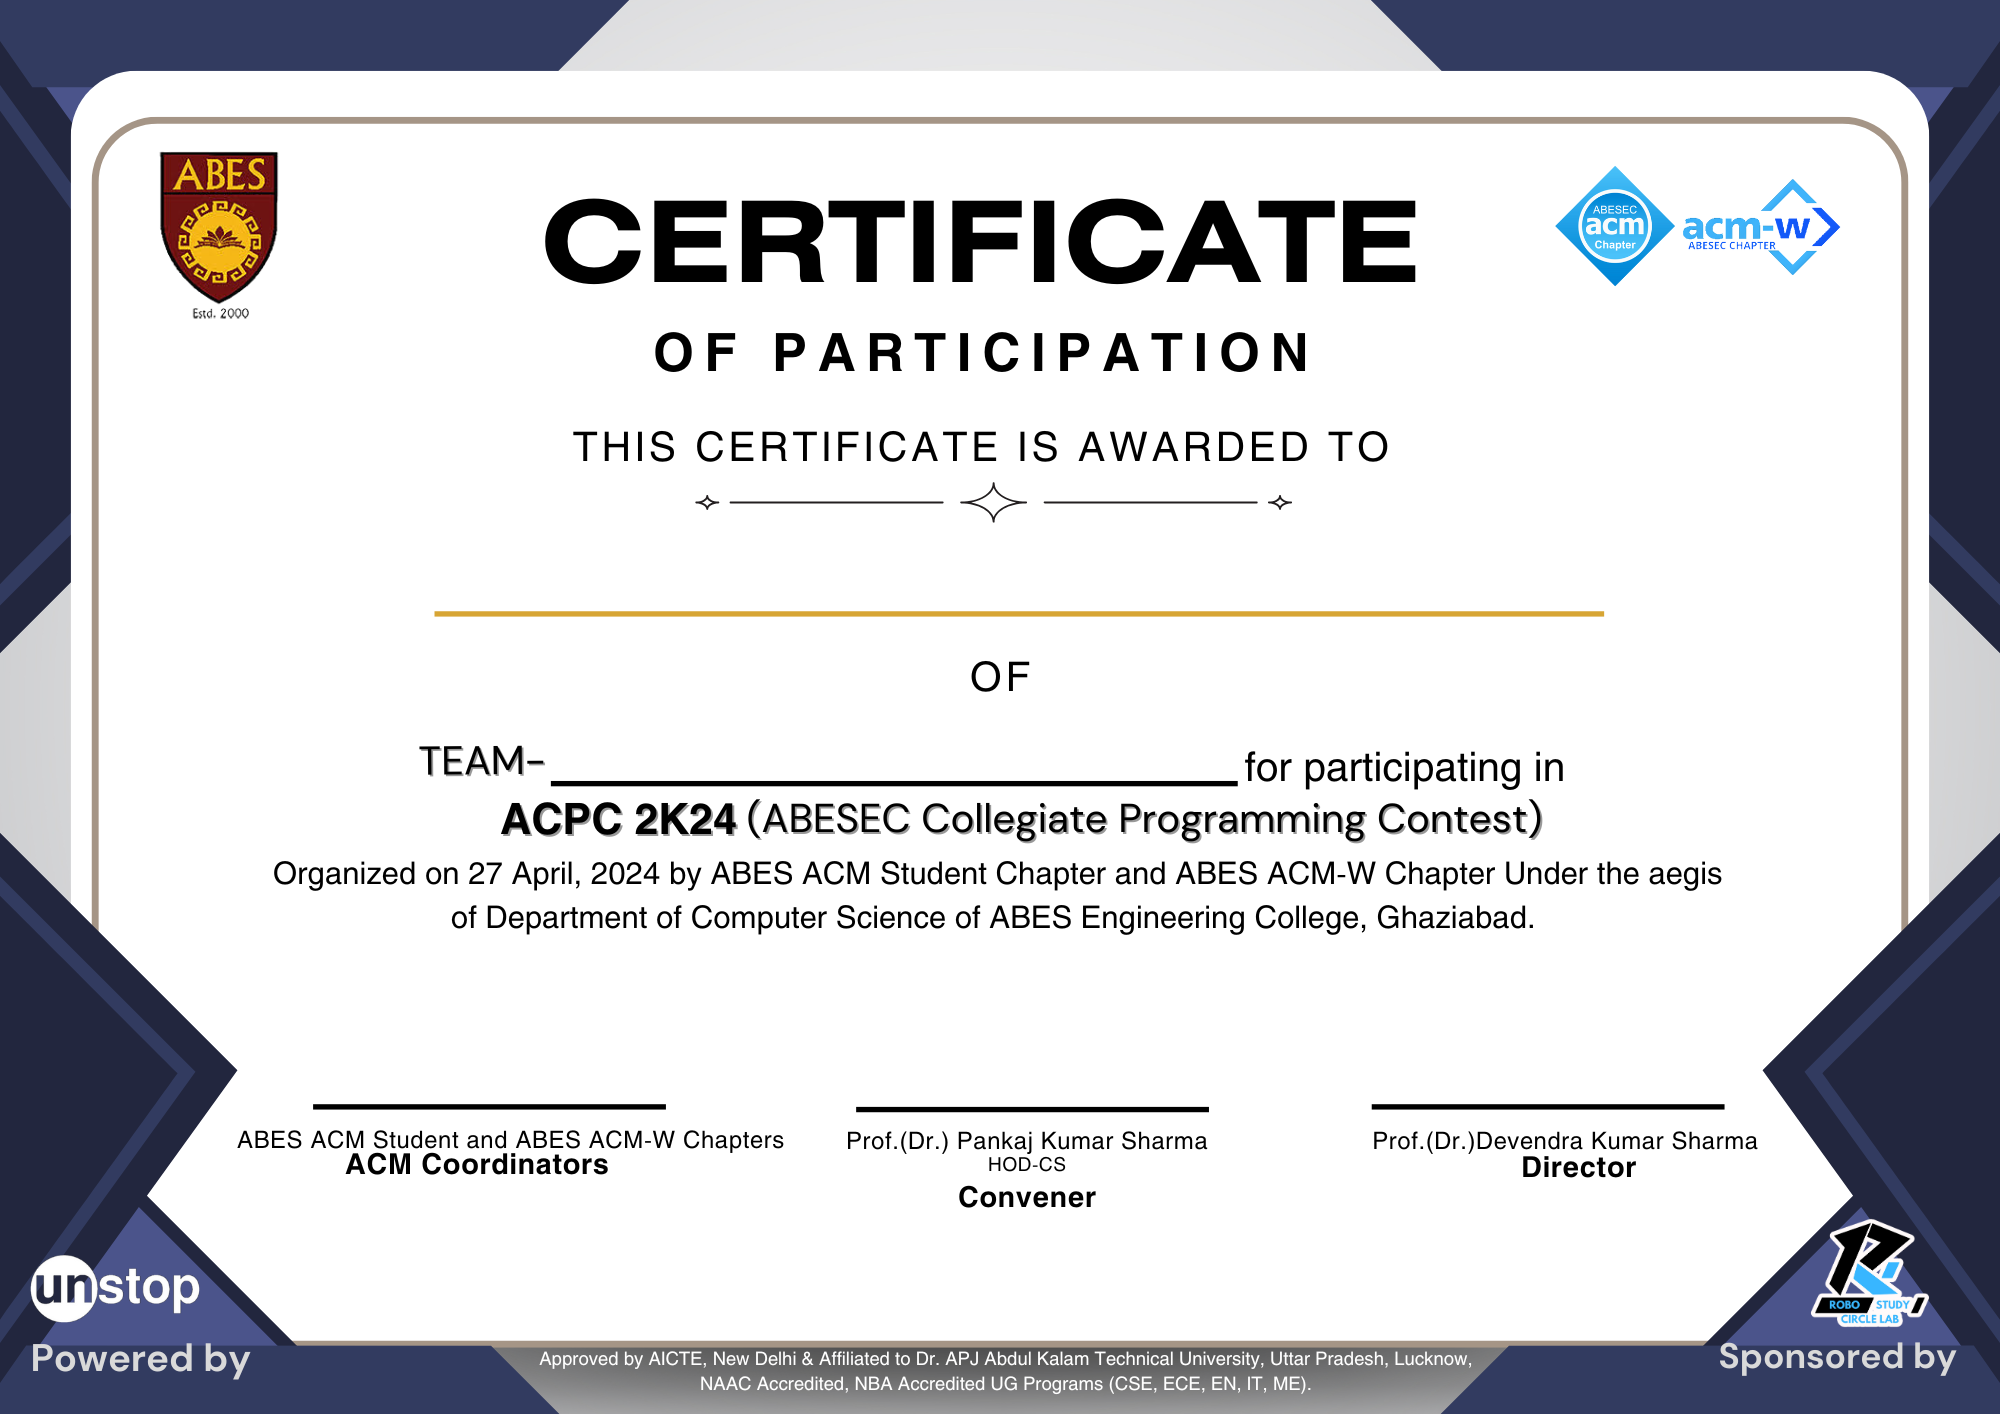 ABES
Estd. 2000
CERTIFICATE
ABESEC
acm
Chapter
acm-w
ABESEC CHAPTER
OF PARTICIPATION
THIS CERTIFICATE IS AWARDED TO
OF
TEAM- for participating in
ACPC 2K24 (ABESEC Collegiate Programming Contest)
Organized on 27 April, 2024 by ABES ACM Student Chapter and ABES ACM-W Chapter Under the aegis
of Department of Computer Science of ABES Engineering College, Ghaziabad.
ABES ACM Student and ABES ACM-W Chapters
ACM Coordinators
Prof.(Dr.) Pankaj Kumar Sharma
HOD-CS
Convener
Prof.(Dr.)Devendra Kumar Sharma
Director
unstop
Powered by
ROBO STUDY
CIRCLE LAB
Sponsored by
Approved by AICTE, New Delhi & Affiliated to Dr. APJ Abdul Kalam Technical University, Uttar Pradesh, Lucknow,
NAAC Accredited, NBA Accredited UG Programs (CSE, ECE, EN, IT, ME).